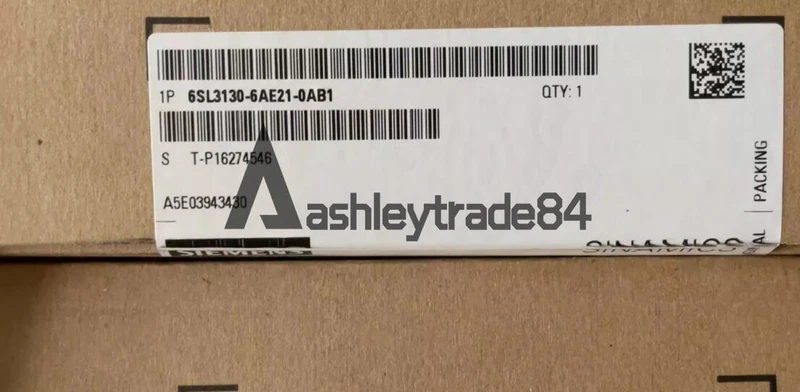 1P 6SL3130-6AE21-0AB1 QTY: 1
S T-P16274546
A5E03943430
ashleytrade84
SIEMENS
SINAMICS
PACKING